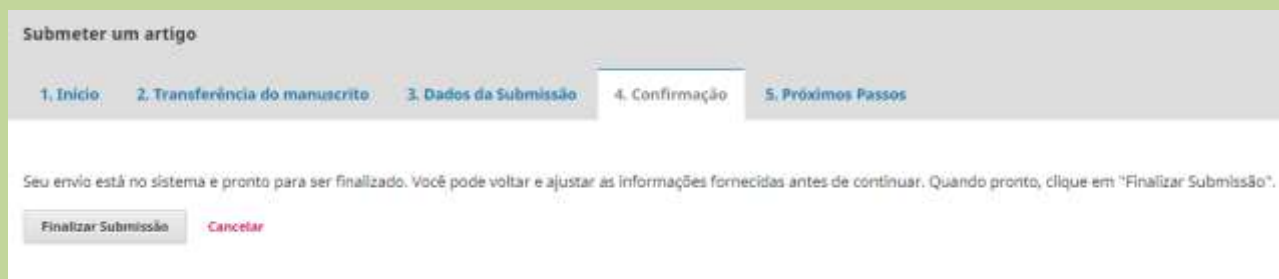 Submeter um artigo
1. Início 2. Transferência do manuscrito 3. Dados da Submissão 4. Confirmação 5. Próximos Passos
Seu envio está no sistema e pronto para ser finalizado. Você pode voltar e ajustar as informações fornecidas antes de continuar. Quando pronto, clique em "Finalizar Submissão".
Finalizar Submissão Cancelar